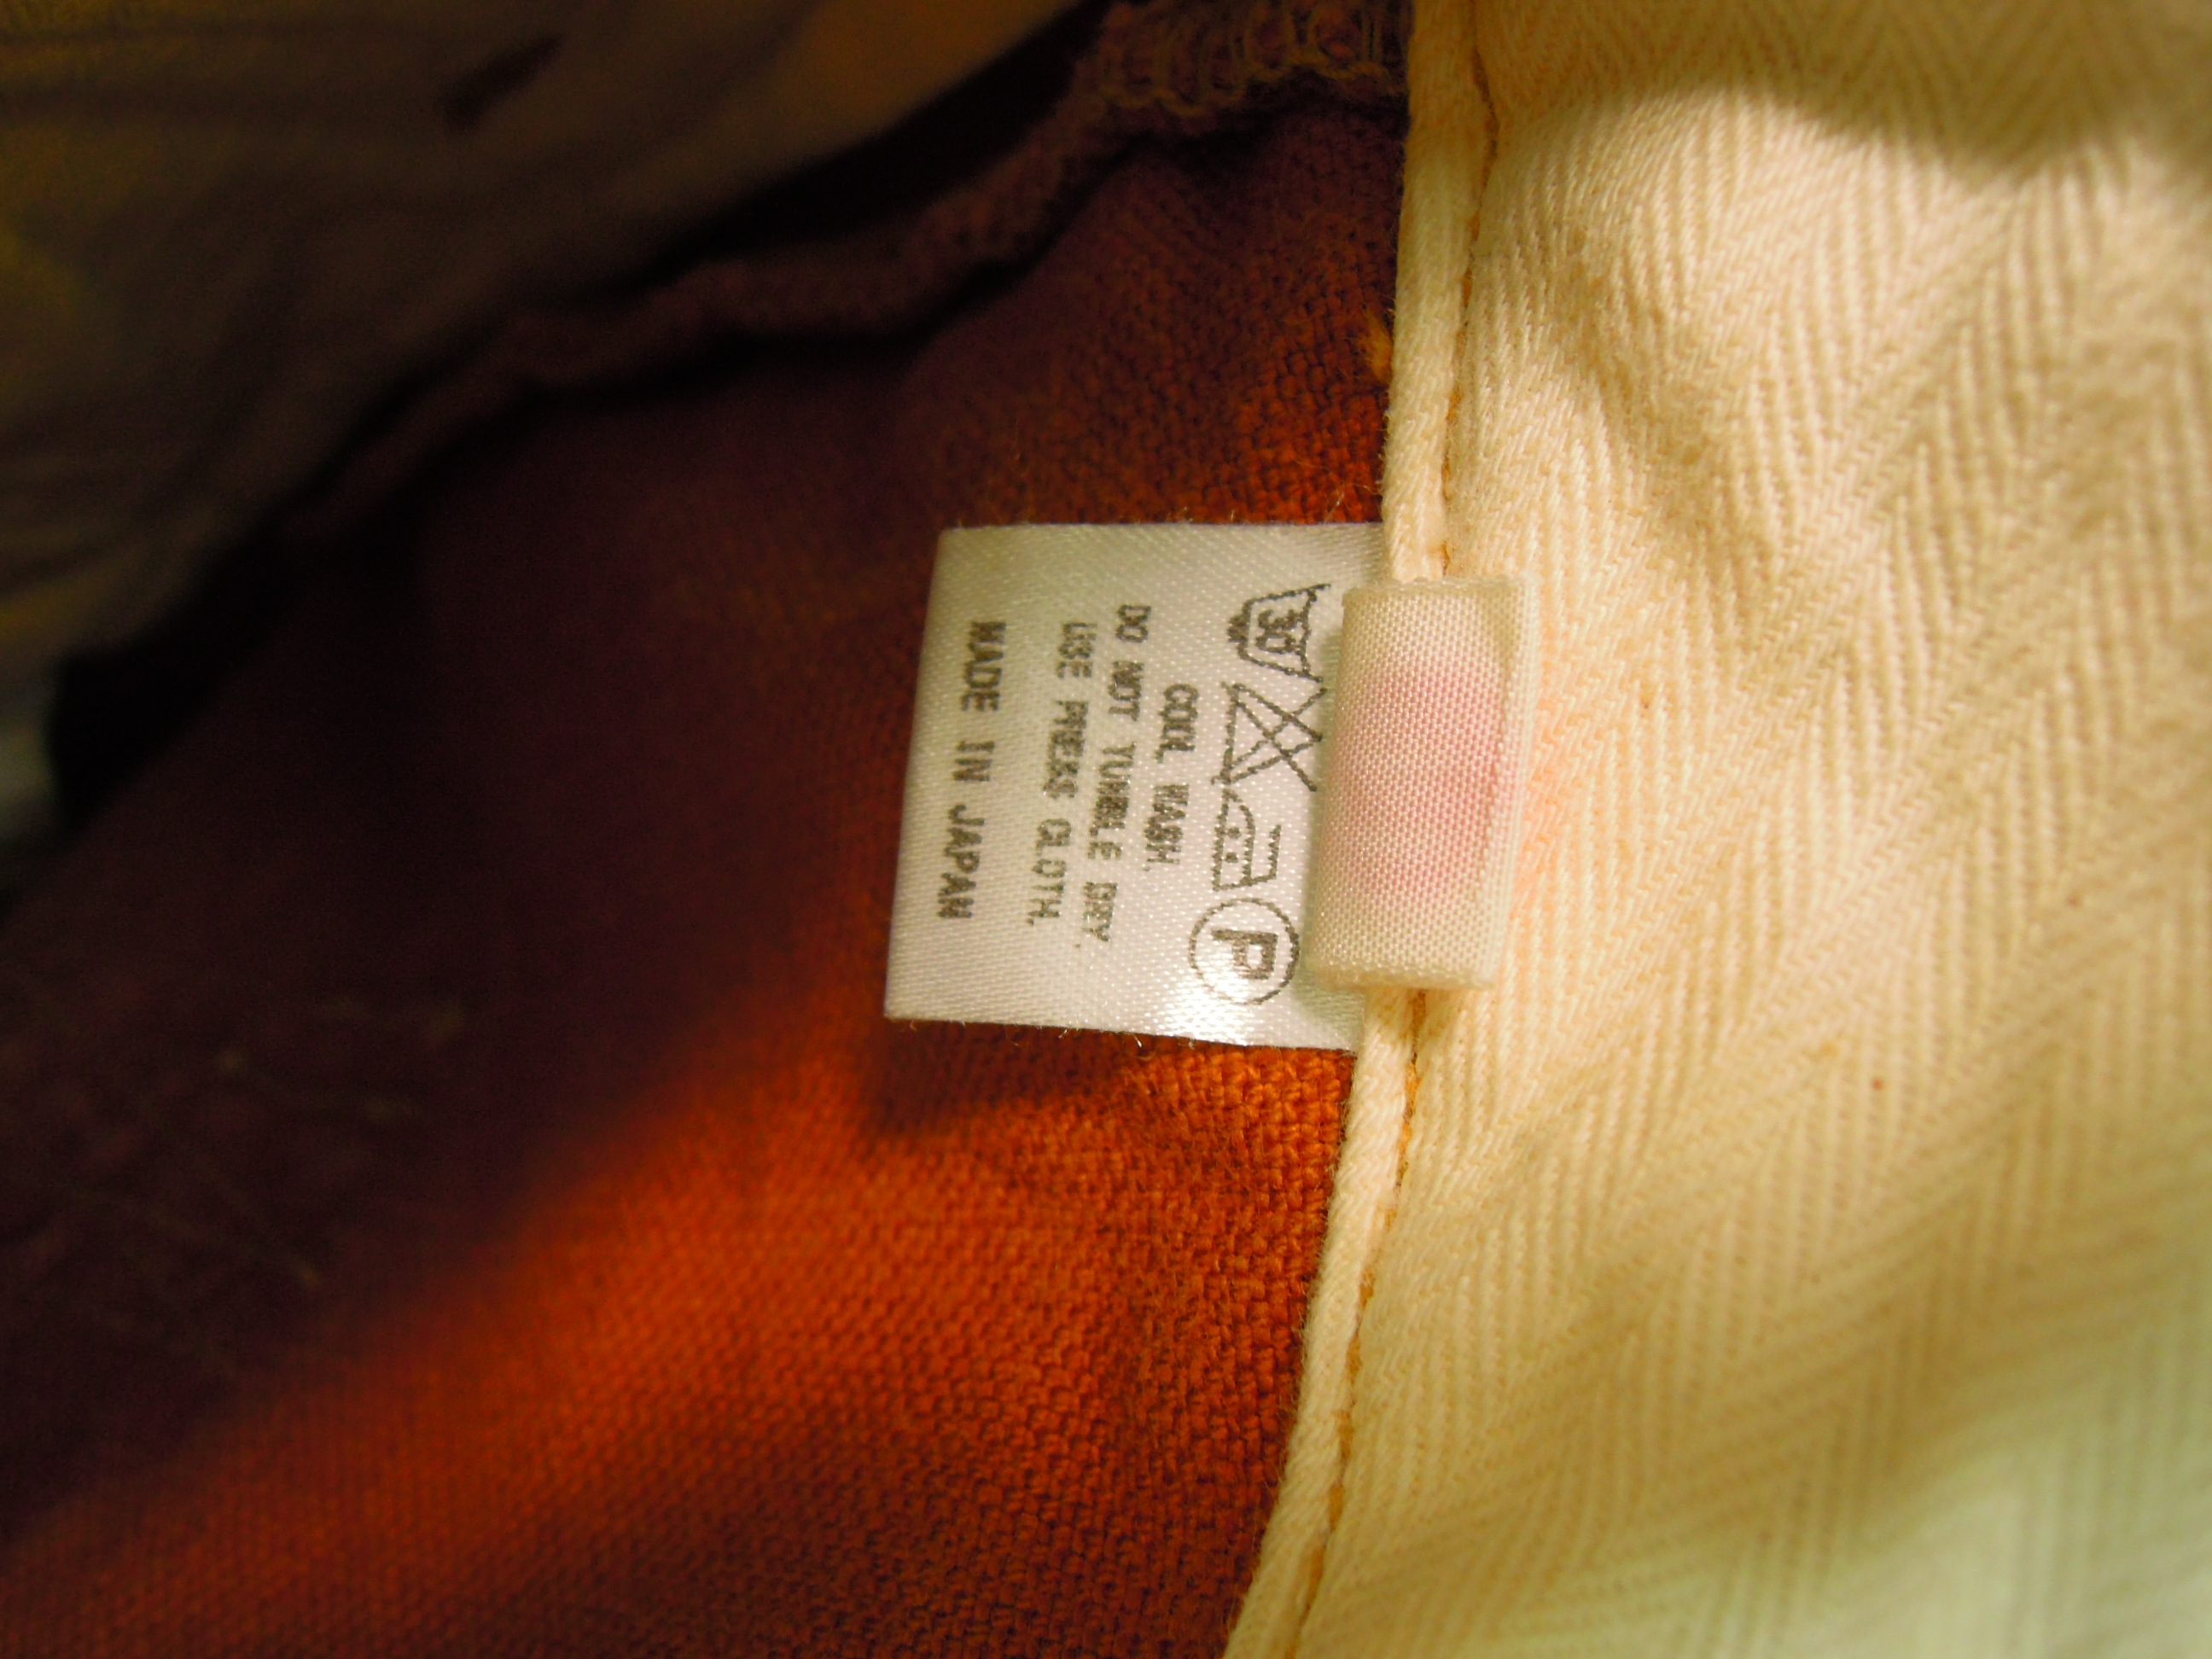 30 P
COOL WASH.
DO NOT TUMBLE DRY.
USE PRESS CLOTH.
MADE IN JAPAN